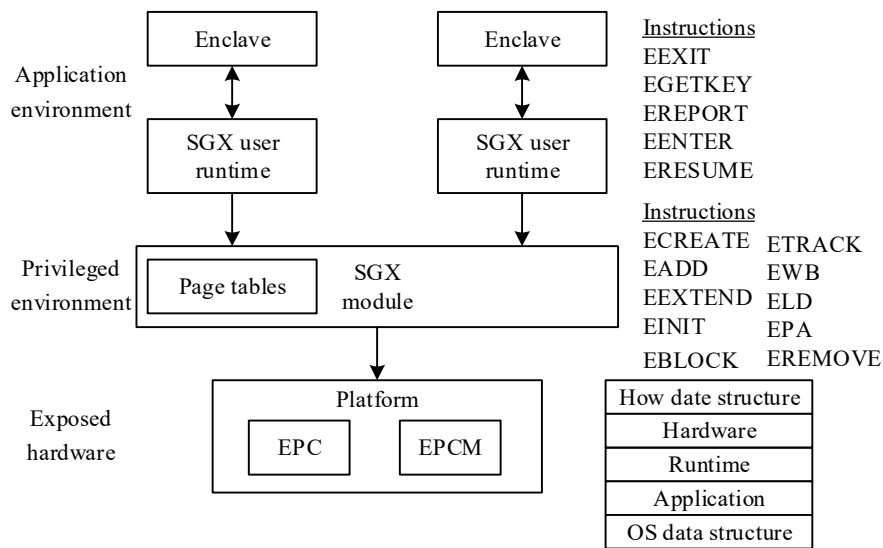 Enclave
Enclave
Application
environment
SGX user
runtime
SGX user
runtime
Instructions
EEXIT
EGETKEY
EREPORT
EENTER
ERESUME
Privileged
environment
Page tables
SGX
module
Instructions
ECREATE
EADD
EEXTEND
EINIT
EBLOCK
ETRACK
EWB
ELD
EPA
EREMOVE
Exposed
hardware
Platform
EPC
EPCM
How date structure
Hardware
Runtime
Application
OS data structure